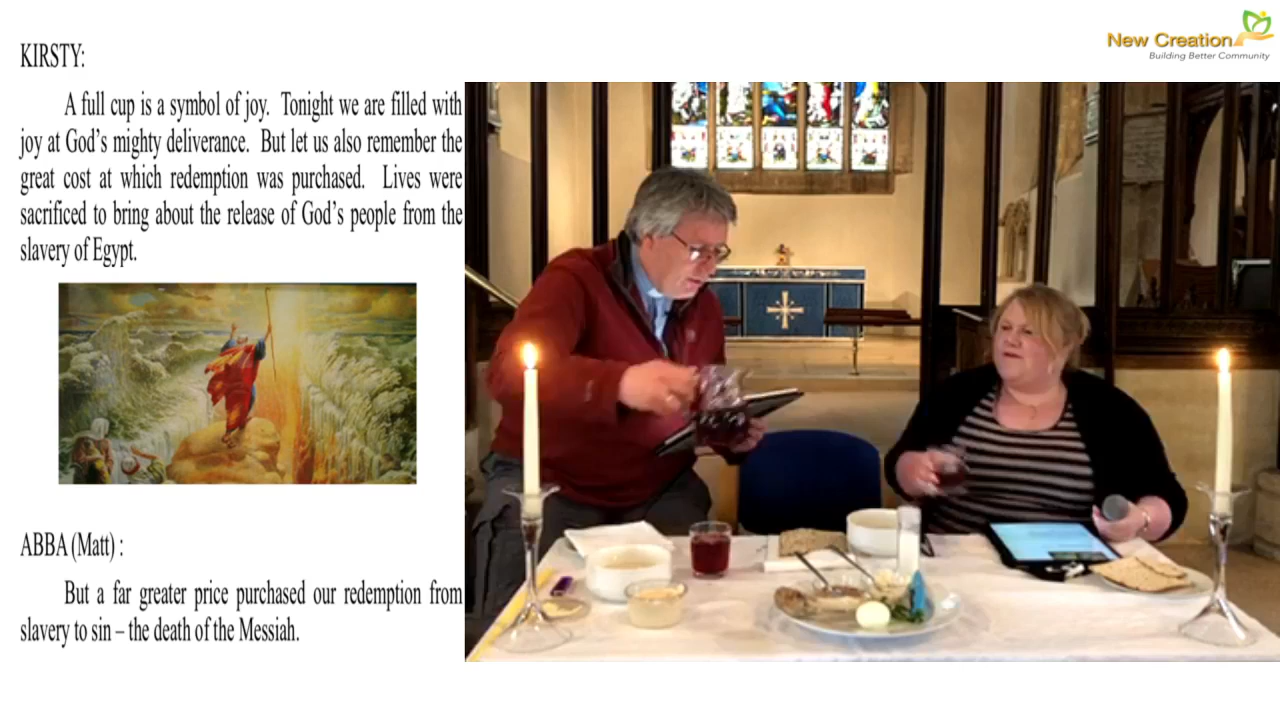 New Creation
Building Better Community
KIRSTY:
A full cup is a symbol of joy. Tonight we are filled with
joy at God's mighty deliverance. But let us also remember the
great cost at which redemption was purchased. Lives were
sacrificed to bring about the release of God's people from the
slavery of Egypt.
ABBA (Matt) :
But a far greater price purchased our redemption from
slavery to sin – the death of the Messiah.